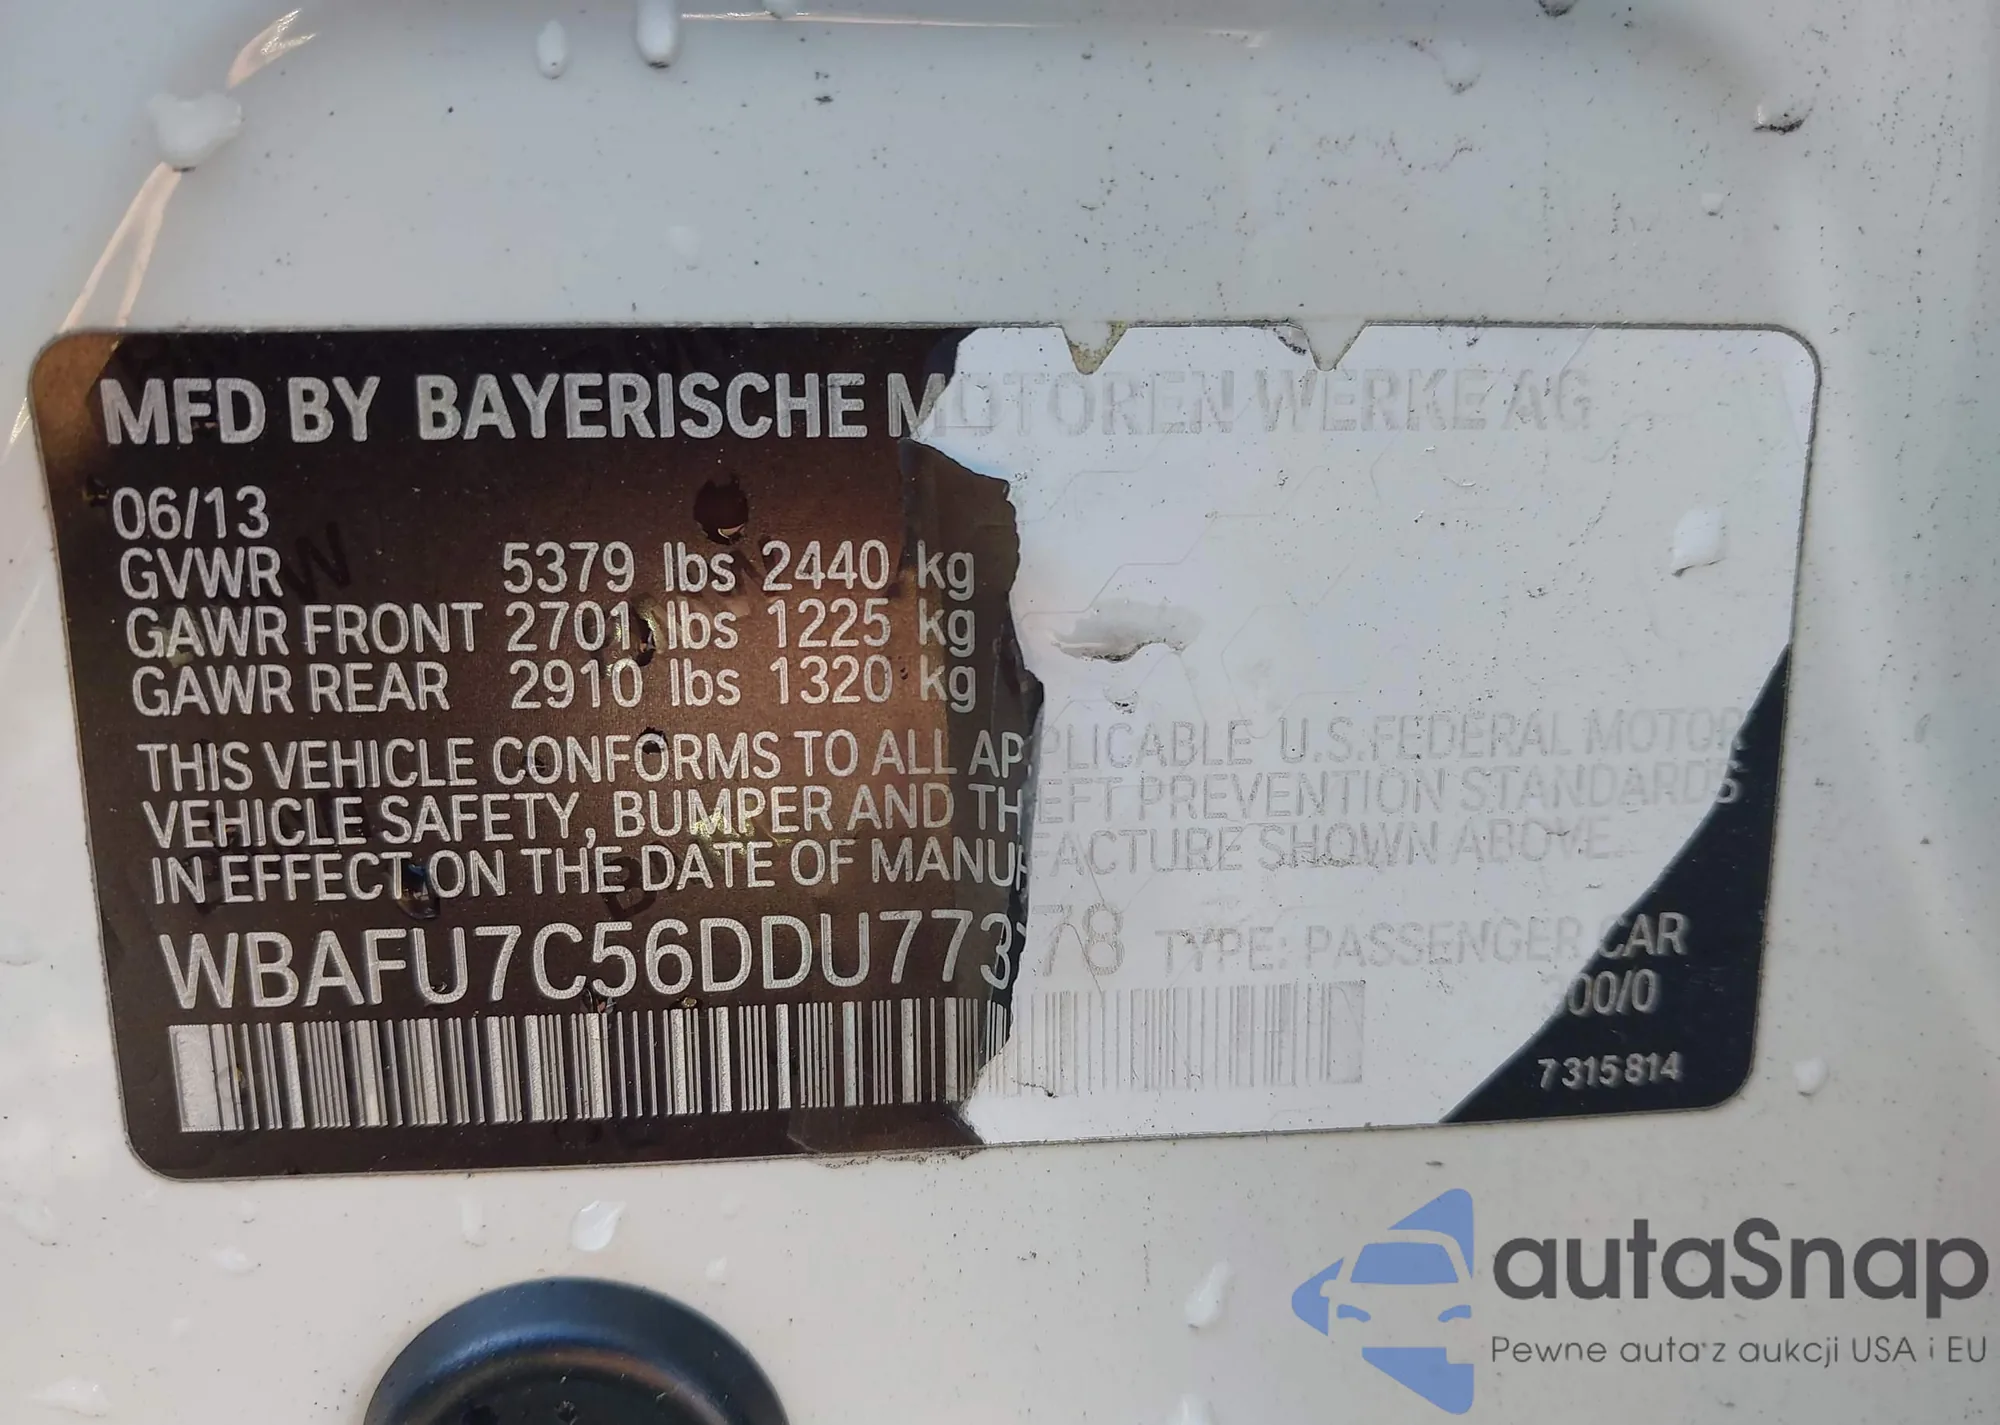 MFD BY BAYERISCHE MOTOREN WERKE AG
06/13
GVWR 5379 lbs 2440 kg
GAWR FRONT 2701 lbs 1225 kg
GAWR REAR 2910 lbs 1320 kg
THIS VEHICLE CONFORMS TO ALL APPLICABLE U.S.FEDERAL MOTOR
VEHICLE SAFETY, BUMPER AND THEFT PREVENTION STANDARDS
IN EFFECT ON THE DATE OF MANUFACTURE SHOWN ABOVE.
WBAFU7C56DDU77378 TYPE: PASSENGER CAR
7315814
autaSnap
Pewne auta z aukcji USA i EU